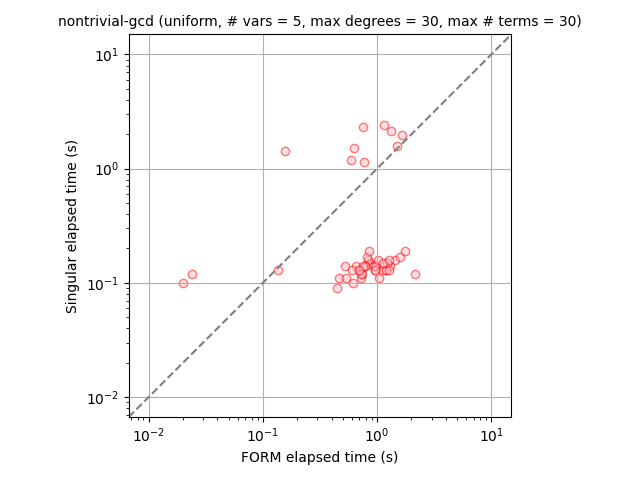 nontrivial-gcd (uniform, # vars = 5, max degrees = 30, max # terms = 30)
Singular elapsed time (s)
10¹
10⁰
10⁻¹
10⁻²
10⁻² 10⁻¹ 10⁰ 10¹
FORM elapsed time (s)